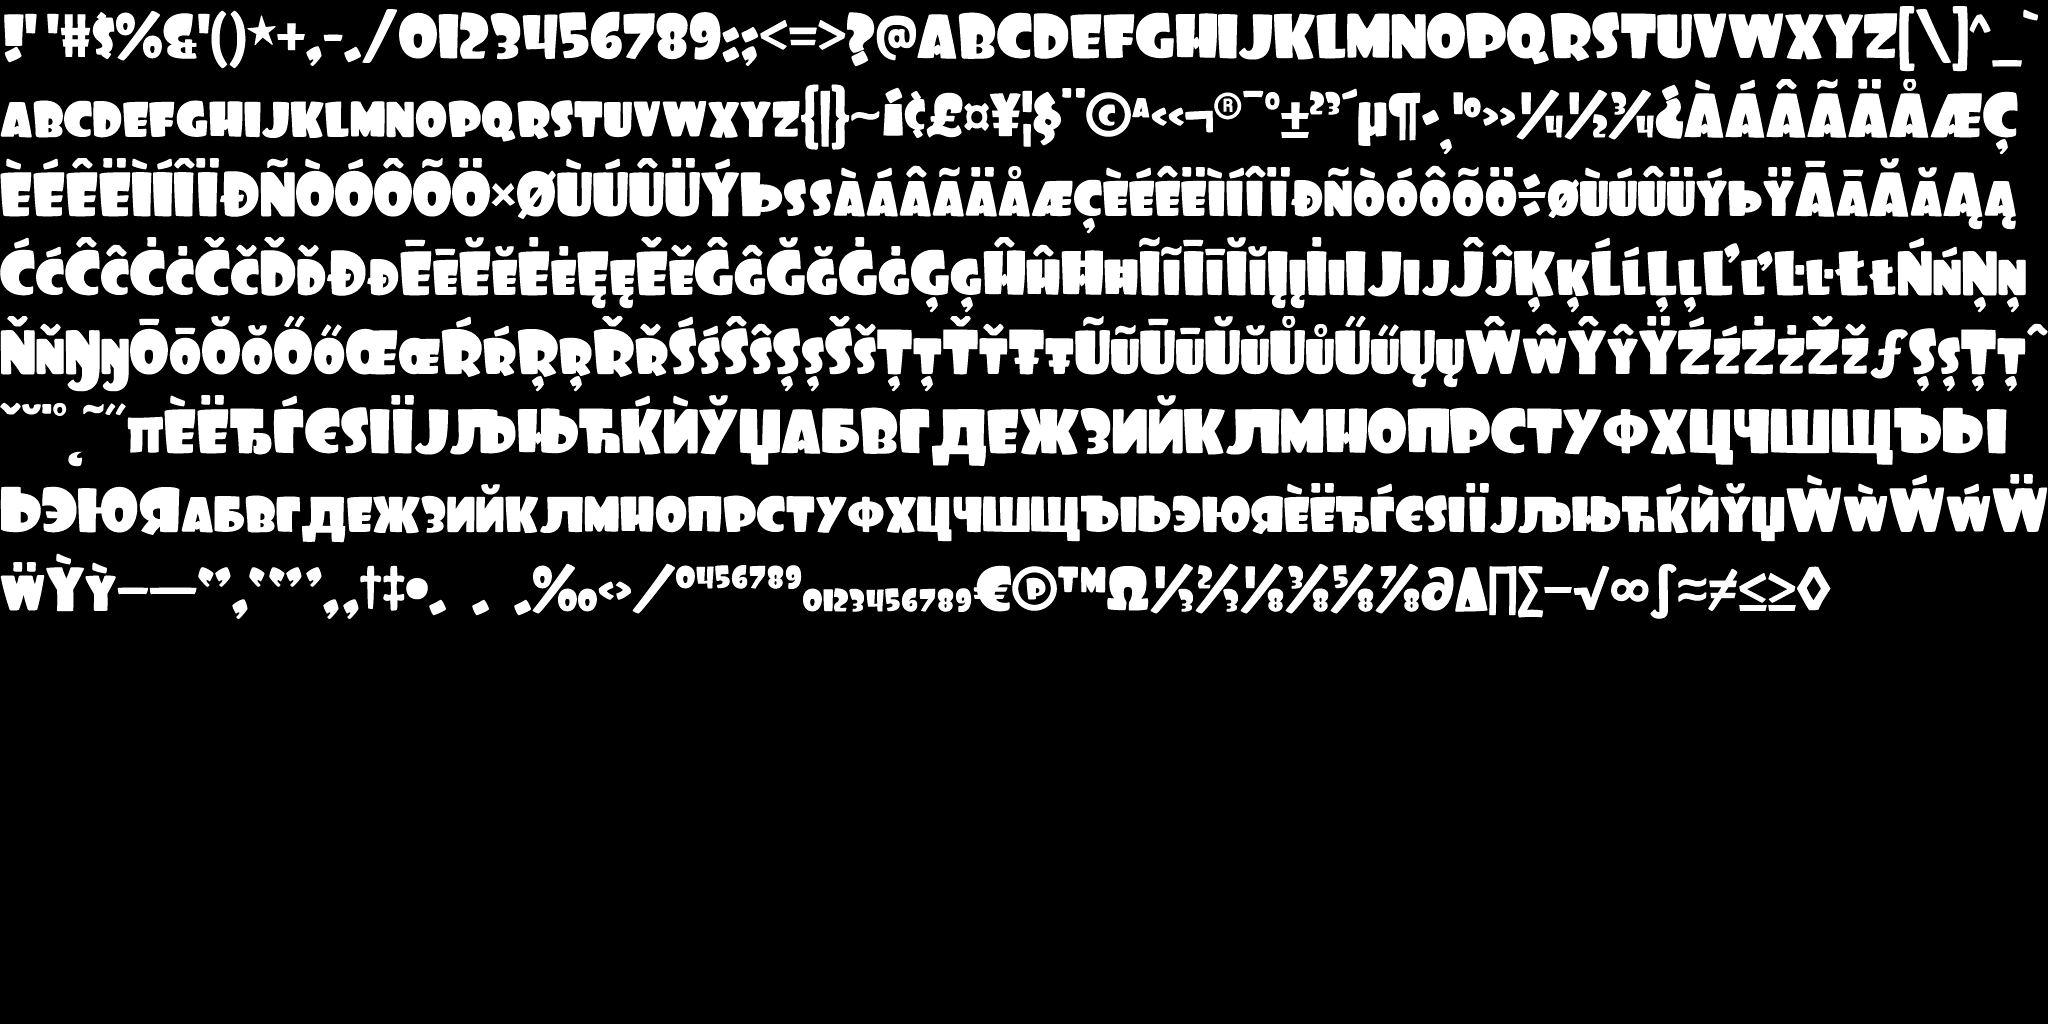 !"#$%&'()*+,-./0123456789:;<=>?@ABCDEFGHIJKLMNOPQRSTUVWXYZ[\]^_`
ABCDEFGHIJKLMNOPQRSTUVWXYZ{|}~¡¢£¤¥¦§¨©ª«¬®¯°±²³´µ¶·¸¹º»¼½¾¿ÀÁÂÃÄÅÆÇ
ÈÉÊËÌÍÎÏÐÑÒÓÔÕÖ×ØÙÚÛÜÝÞssÀÁÂÃÄÅÆÇÈÉÊËÌÍÎÏÐÑÒÓÔÕÖ÷ØÙÚÛÜÝÞŸĀāĂăĄą
ĆćĈĉĊċČčĎďĐđĒēĔĕĖėĘęĚěĜĝĞğĠġĢģĤĥĦħĨĩĪīĬĭĮįİıIJIJĴĵĶķĹĺĻļĽľĿŀŁłŃńŅņ
ŇňŊŋŌōŎŏŐőŒœŔŕŖŗŘřŚśŜŝŞşŠšŢţŤťŦŧŨũŪūŬŭŮůŰűŲųŴŵŶŷŸŹźŻżŽžƒȘșȚțˆ
ˇ˘˙˚˛˜˝πЀЁЂЃЄЅІЇЈЉЊЋЌЍЎЏАБВГДЕЖЗИЙКЛМНОПРСТУФХЦЧШЩЪЫ
ЬЭЮЯАБВГДЕЖЗИЙКЛМНОПРСТУФХЦЧШЩЪЫЬЭЮЯЀЁЂЃЄЅІЇЈЉЊЋЌЍЎЏẀẁẂẃẄ
ẅỲỳ–—‘’‚“”„†‡•. . .‰‹›⁄⁰⁴⁵⁶⁷⁸⁹₀₁₂₃₄₅₆₇₈₉€℗™Ω⅓⅔⅛⅜⅝⅞∂∆∏∑−√∞∫≈≠≤≥◊